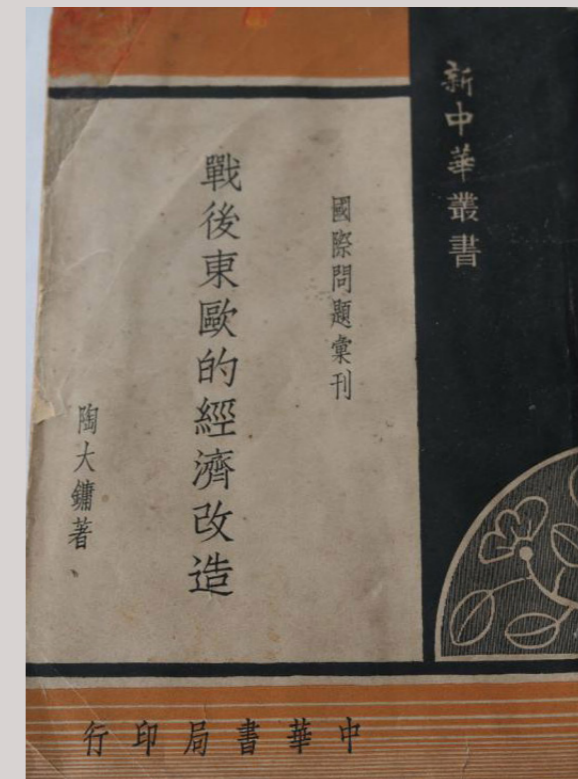 新中華叢書
國際問題彙刊
戰後東歐的經濟改造
陶大鏞著
中華書局印行